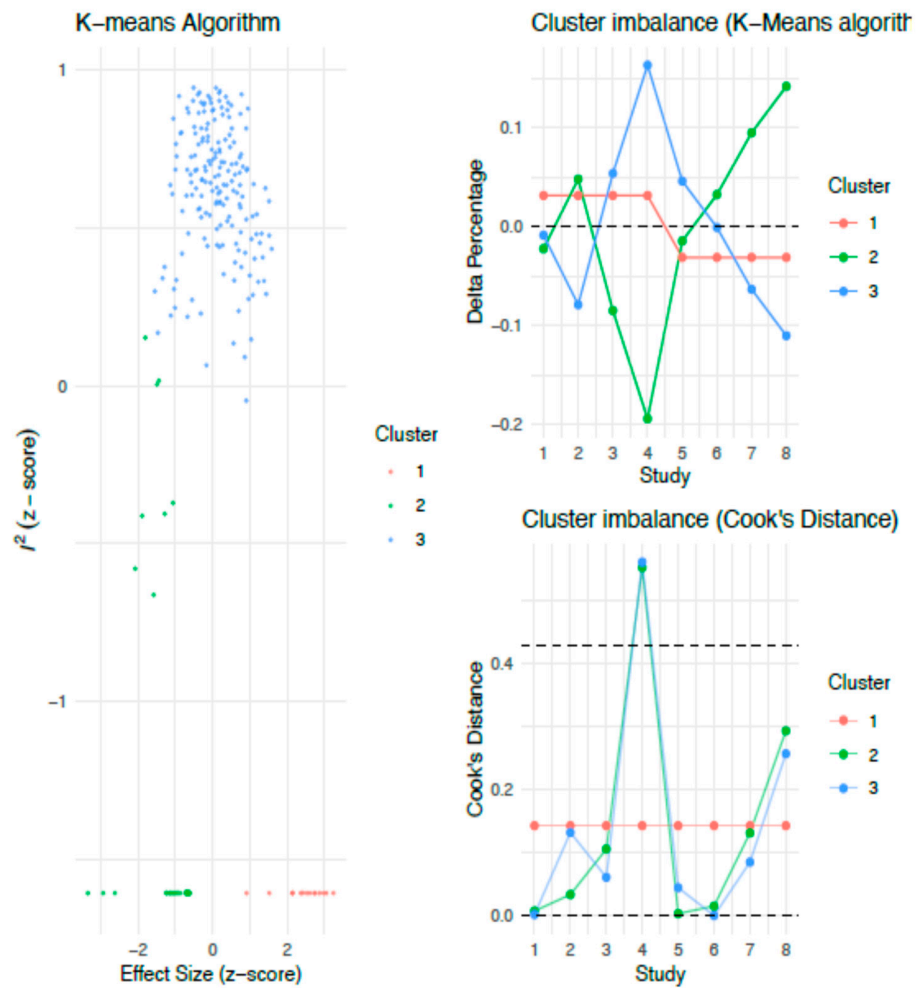 K−means Algorithm
1
0
−1
I² (z − score)
−2
0
2
Effect Size (z−score)
Cluster
1
2
3
Cluster imbalance (K−Means algorith
0.1
0.0
−0.1
−0.2
Delta Percentage
1 2 3 4 5 6 7 8
Study
Cluster
1
2
3
Cluster imbalance (Cook's Distance)
0.4
0.2
0.0
Cook's Distance
1 2 3 4 5 6 7 8
Study
Cluster
1
2
3